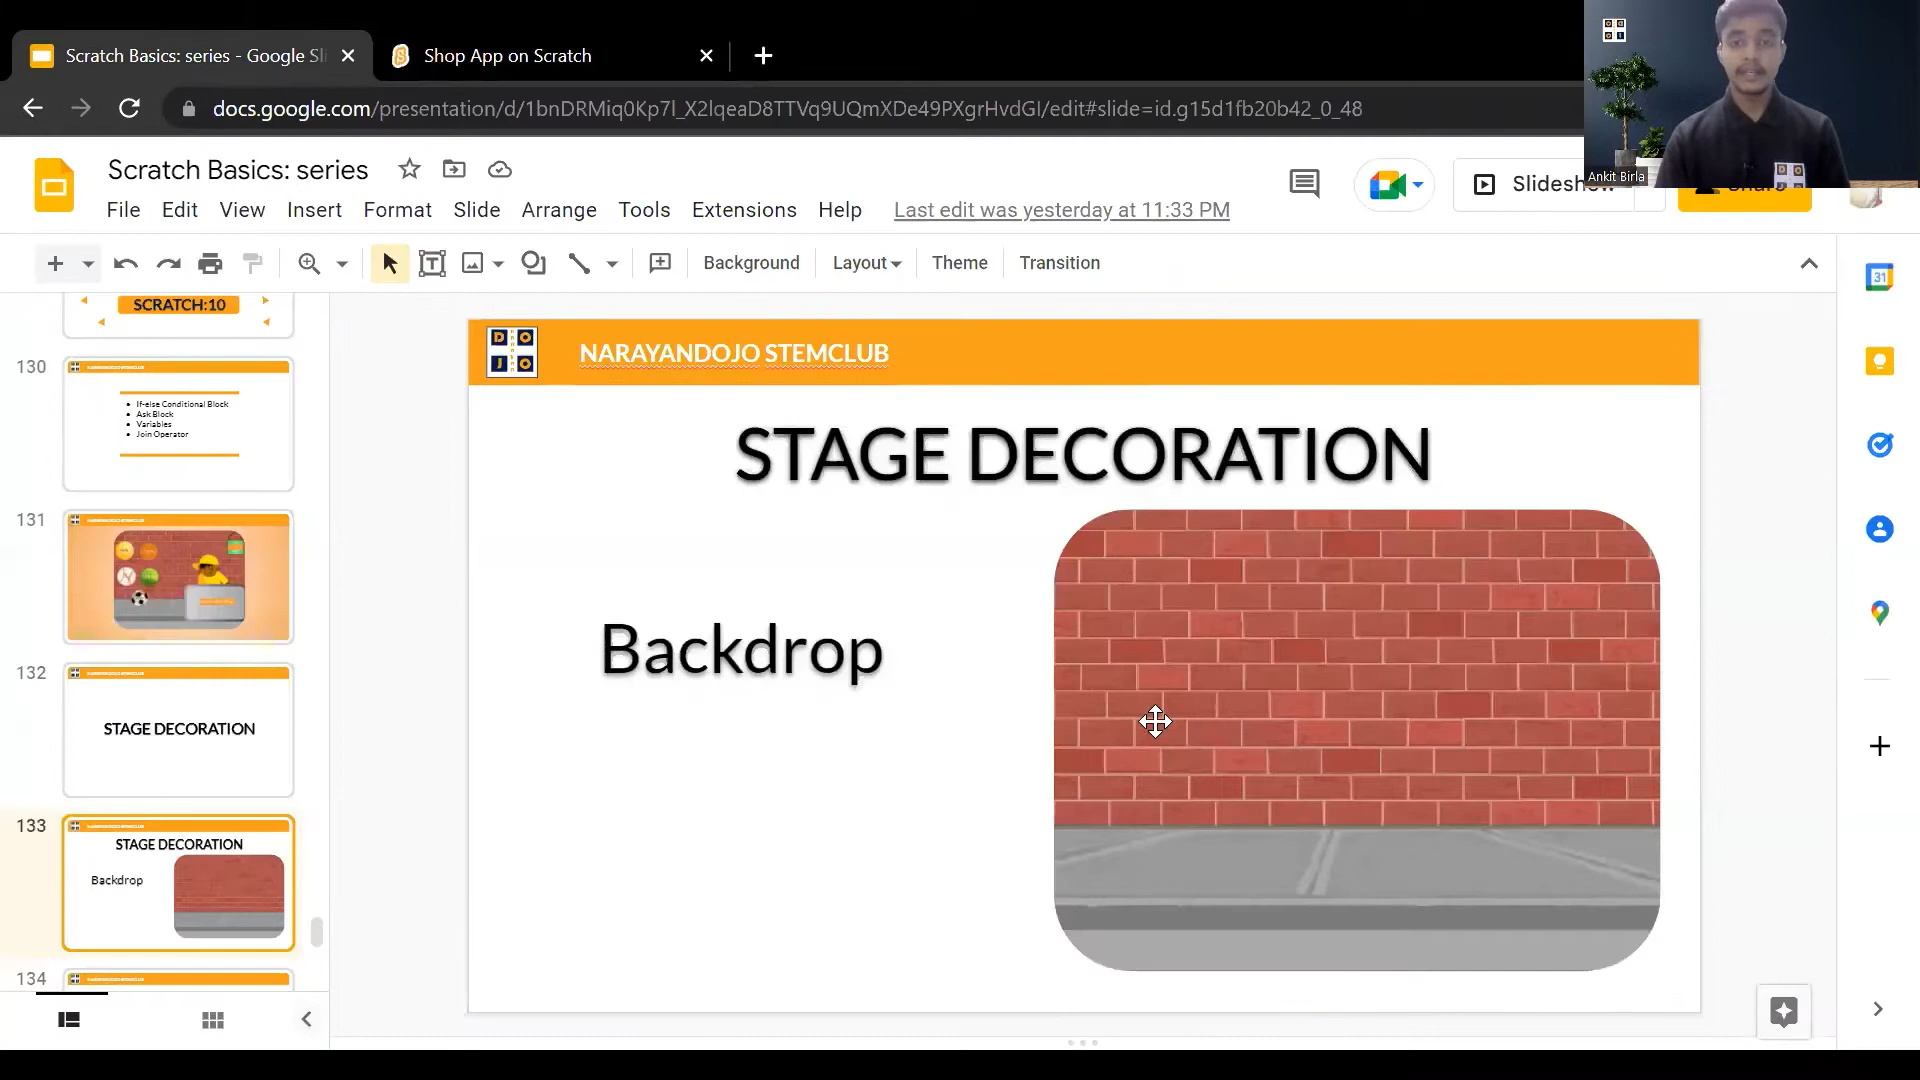 Scratch Basics: series - Google Sl
Shop App on Scratch
docs.google.com/presentation/d/1bnDRMiq0Kp7l_X2lqeaD8TTVq9UQmXDe49PXgrHvdGI/edit#slide=id.g15d1fb20b42_0_48
D O
J O
Ankit Birla
Scratch Basics: series
Slideshow
Share
File Edit View Insert Format Slide Arrange Tools Extensions Help Last edit was yesterday at 11:33 PM
Background Layout Theme Transition
31
SCRATCH:10
130
If-else Conditional Block
Ask Block
Variables
Join Operator
131
132
STAGE DECORATION
133
STAGE DECORATION
Backdrop
134
D O
J O
NARAYANDOJO STEMCLUB
STAGE DECORATION
Backdrop